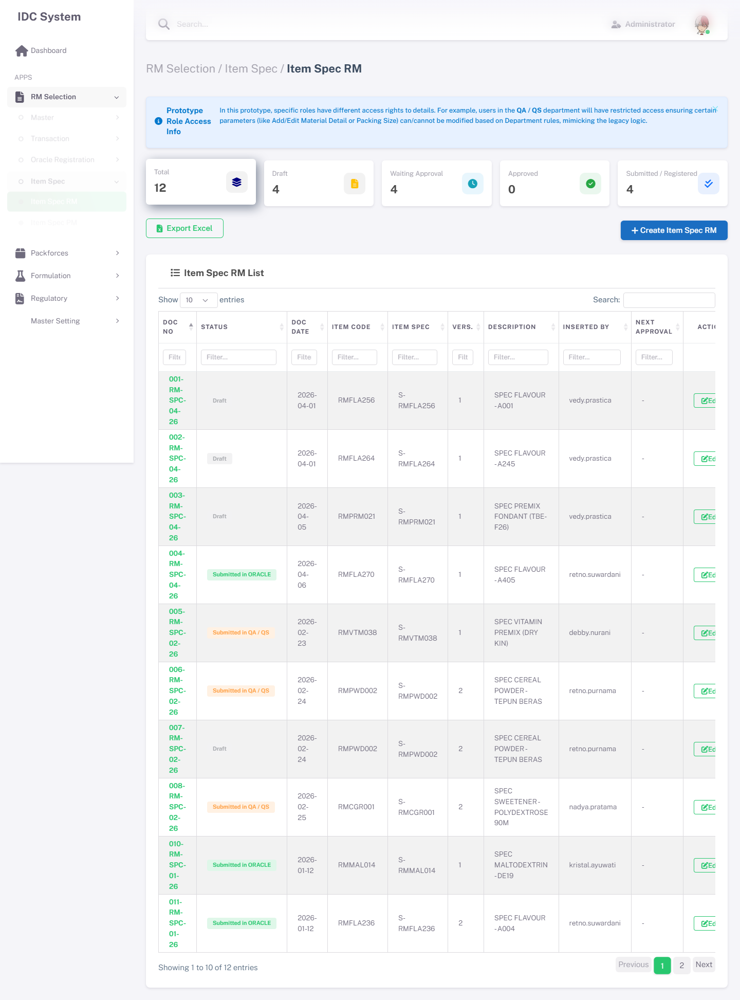 IDC System
Search...
Administrator
Dashboard
APPS
RM Selection
Master
Transaction
Oracle Registration
Item Spec
Item Spec RM
Item Spec PM
Packforces
Formulation
Regulatory
Master Setting
RM Selection / Item Spec / Item Spec RM
Prototype
Role Access
Info
In this prototype, specific roles have different access rights to details. For example, users in the QA / QS department will have restricted access ensuring certain
parameters (like Add/Edit Material Detail or Packing Size) can/cannot be modified based on Department rules, mimicking the legacy logic.
Total
12
Draft
4
Waiting Approval
4
Approved
0
Submitted / Registered
4
Export Excel
Create Item Spec RM
Item Spec RM List
Show 10 entries
Search:
DOC NO STATUS DOC DATE ITEM CODE ITEM SPEC VERS. DESCRIPTION INSERTED BY NEXT APPROVAL ACTIO
Filte Filter... Filte Filter... Filter... Filt Filter... Filter... Filter...
001-RM-SPC-04-26 Draft 2026-04-01 RMFLA256 S-RMFLA256 1 SPEC FLAVOUR - A001 vedy.prastica - Ed
002-RM-SPC-04-26 Draft 2026-04-01 RMFLA264 S-RMFLA264 1 SPEC FLAVOUR - A245 vedy.prastica - Ed
003-RM-SPC-04-26 Draft 2026-04-05 RMPRM021 S-RMPRM021 1 SPEC PREMIX FONDANT (TBE-F26) vedy.prastica - Ed
004-RM-SPC-04-26 Submitted in ORACLE 2026-04-06 RMFLA270 S-RMFLA270 1 SPEC FLAVOUR - A405 retno.suwardani - Ed
005-RM-SPC-02-26 Submitted in QA / QS 2026-02-23 RMVTM038 S-RMVTM038 1 SPEC VITAMIN PREMIX (DRY KIN) debby.nurani - Ed
006-RM-SPC-02-26 Submitted in QA / QS 2026-02-24 RMPWD002 S-RMPWD002 2 SPEC CEREAL POWDER - TEPUN BERAS retno.purnama - Ed
007-RM-SPC-02-26 Draft 2026-02-24 RMPWD002 S-RMPWD002 2 SPEC CEREAL POWDER - TEPUN BERAS retno.purnama - Ed
008-RM-SPC-02-26 Submitted in QA / QS 2026-02-25 RMCGR001 S-RMCGR001 2 SPEC SWEETENER - POLYDEXTROSE 90M nadya.pratama - Ed
010-RM-SPC-01-26 Submitted in ORACLE 2026-01-12 RMMAL014 S-RMMAL014 1 SPEC MALTODEXTRIN - DE19 kristal.ayuwati - Ed
011-RM-SPC-01-26 Submitted in ORACLE 2026-01-12 RMFLA236 S-RMFLA236 2 SPEC FLAVOUR - A004 retno.suwardani - Ed
Showing 1 to 10 of 12 entries
Previous 1 2 Next